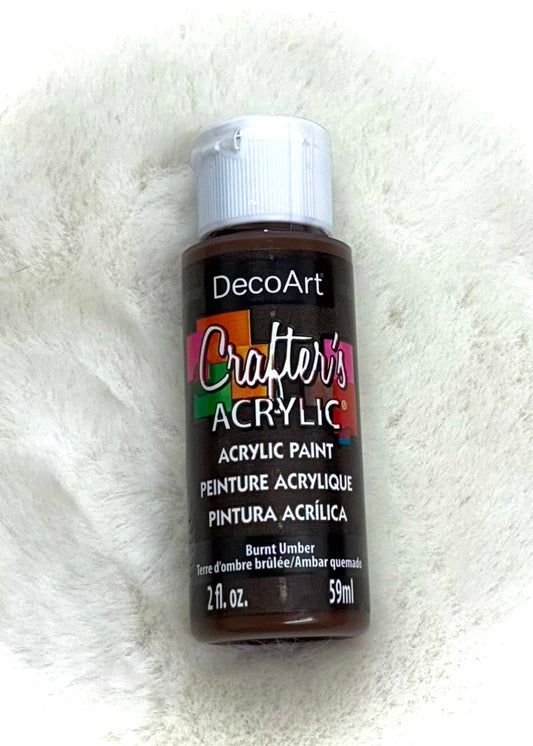 DecoArt®
Crafter's
ACRYLIC®
ACRYLIC PAINT
PEINTURE ACRYLIQUE
PINTURA ACRÍLICA
Burnt Umber
Terre d'ombre brûlée/Ambar quemado
2 fl. oz. 59ml